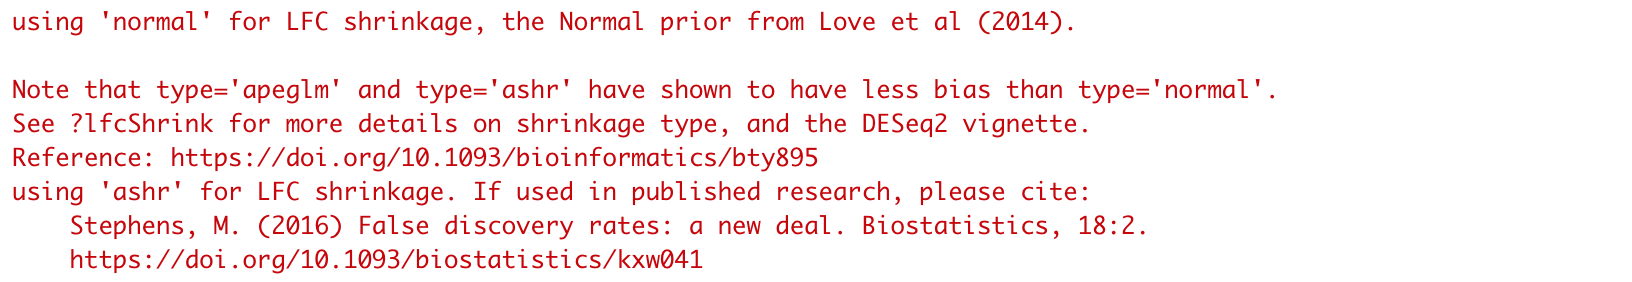 using 'normal' for LFC shrinkage, the Normal prior from Love et al (2014).

Note that type='apeglm' and type='ashr' have shown to have less bias than type='normal'.
See ?lfcShrink for more details on shrinkage type, and the DESeq2 vignette.
Reference: https://doi.org/10.1093/bioinformatics/bty895
using 'ashr' for LFC shrinkage. If used in published research, please cite:
    Stephens, M. (2016) False discovery rates: a new deal. Biostatistics, 18:2.
    https://doi.org/10.1093/biostatistics/kxw041